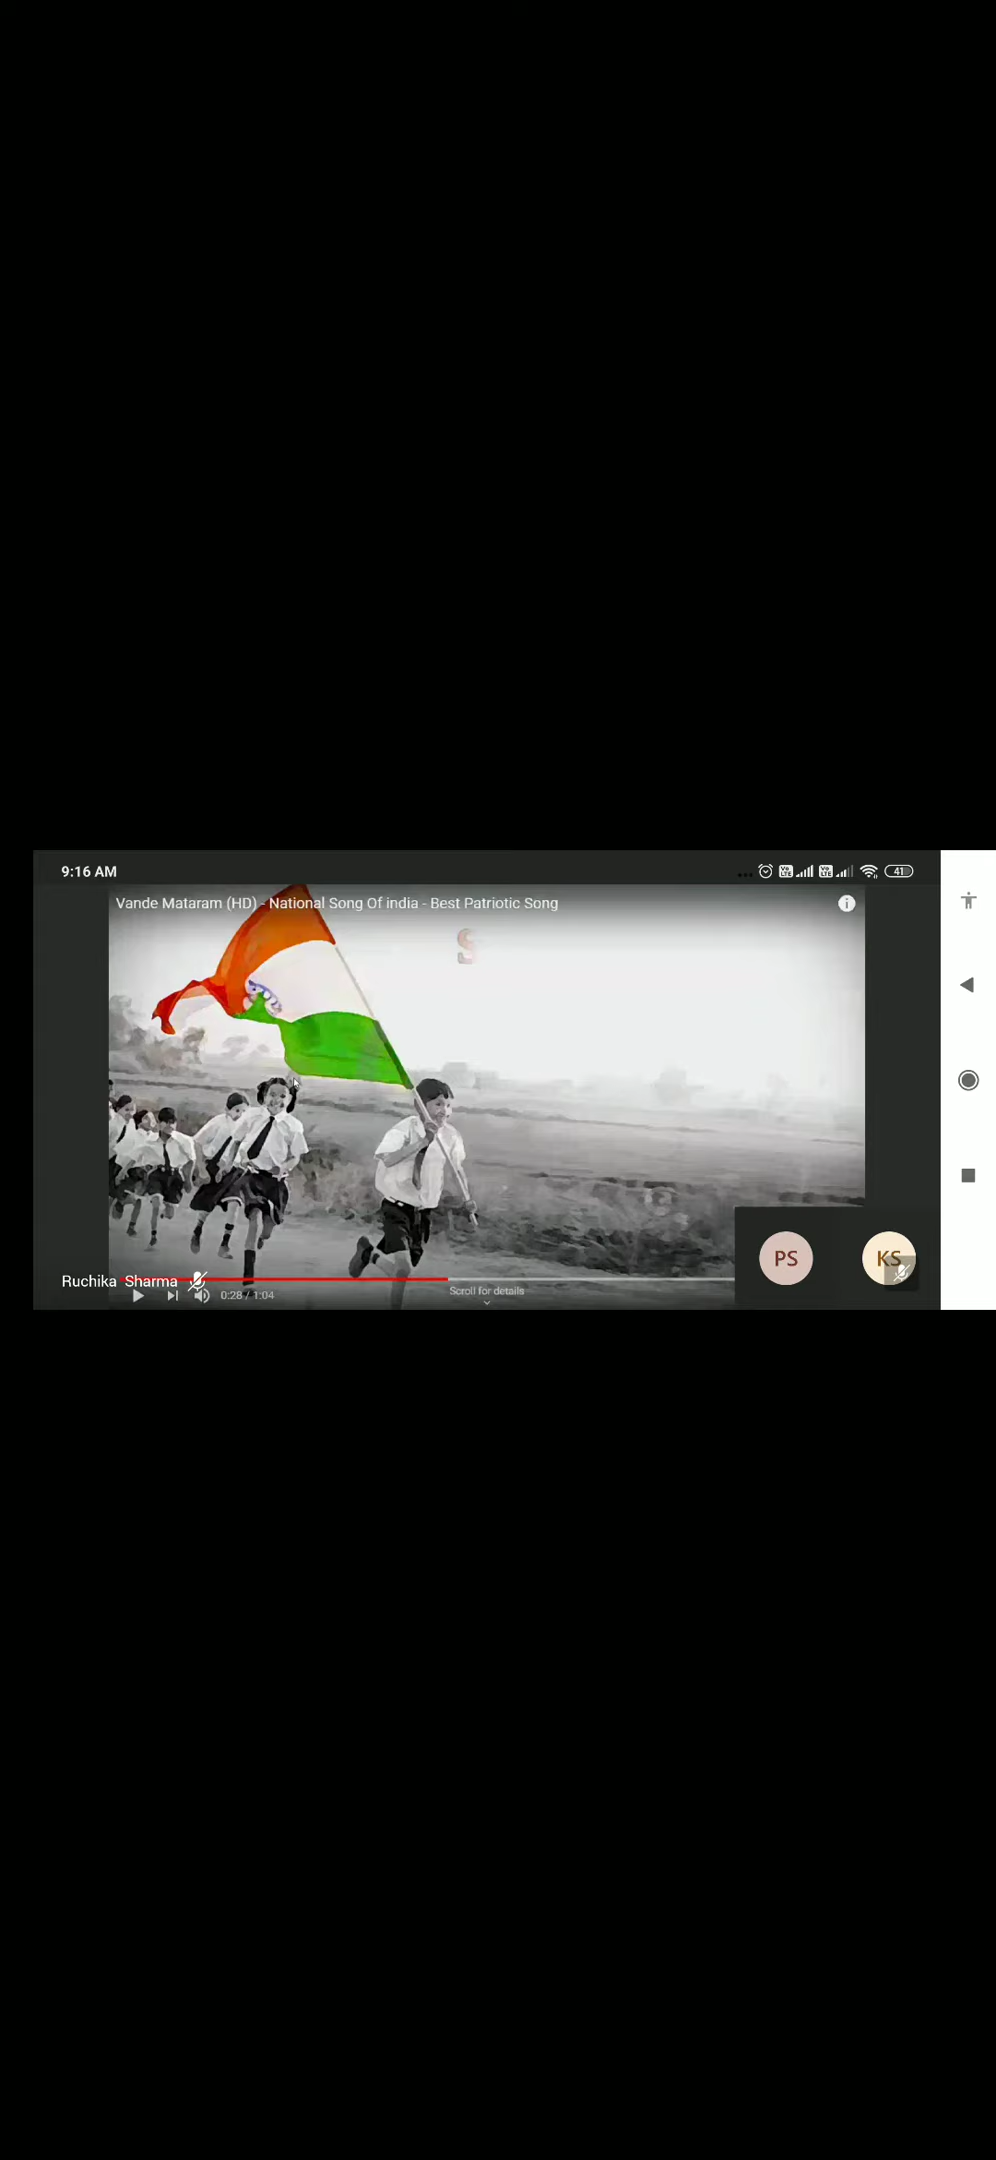 9:16 AM
41
Vande Mataram (HD) - National Song Of india - Best Patriotic Song
S
PS
KS
Ruchika Sharma
0:28 / 1:04
Scroll for details